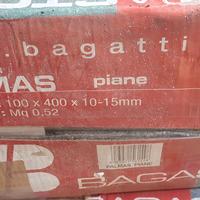 .bagatti
MAS piane
100 x 400 x 10-15mm
: Mq 0,52
PALMAS PIANE
B BAGA